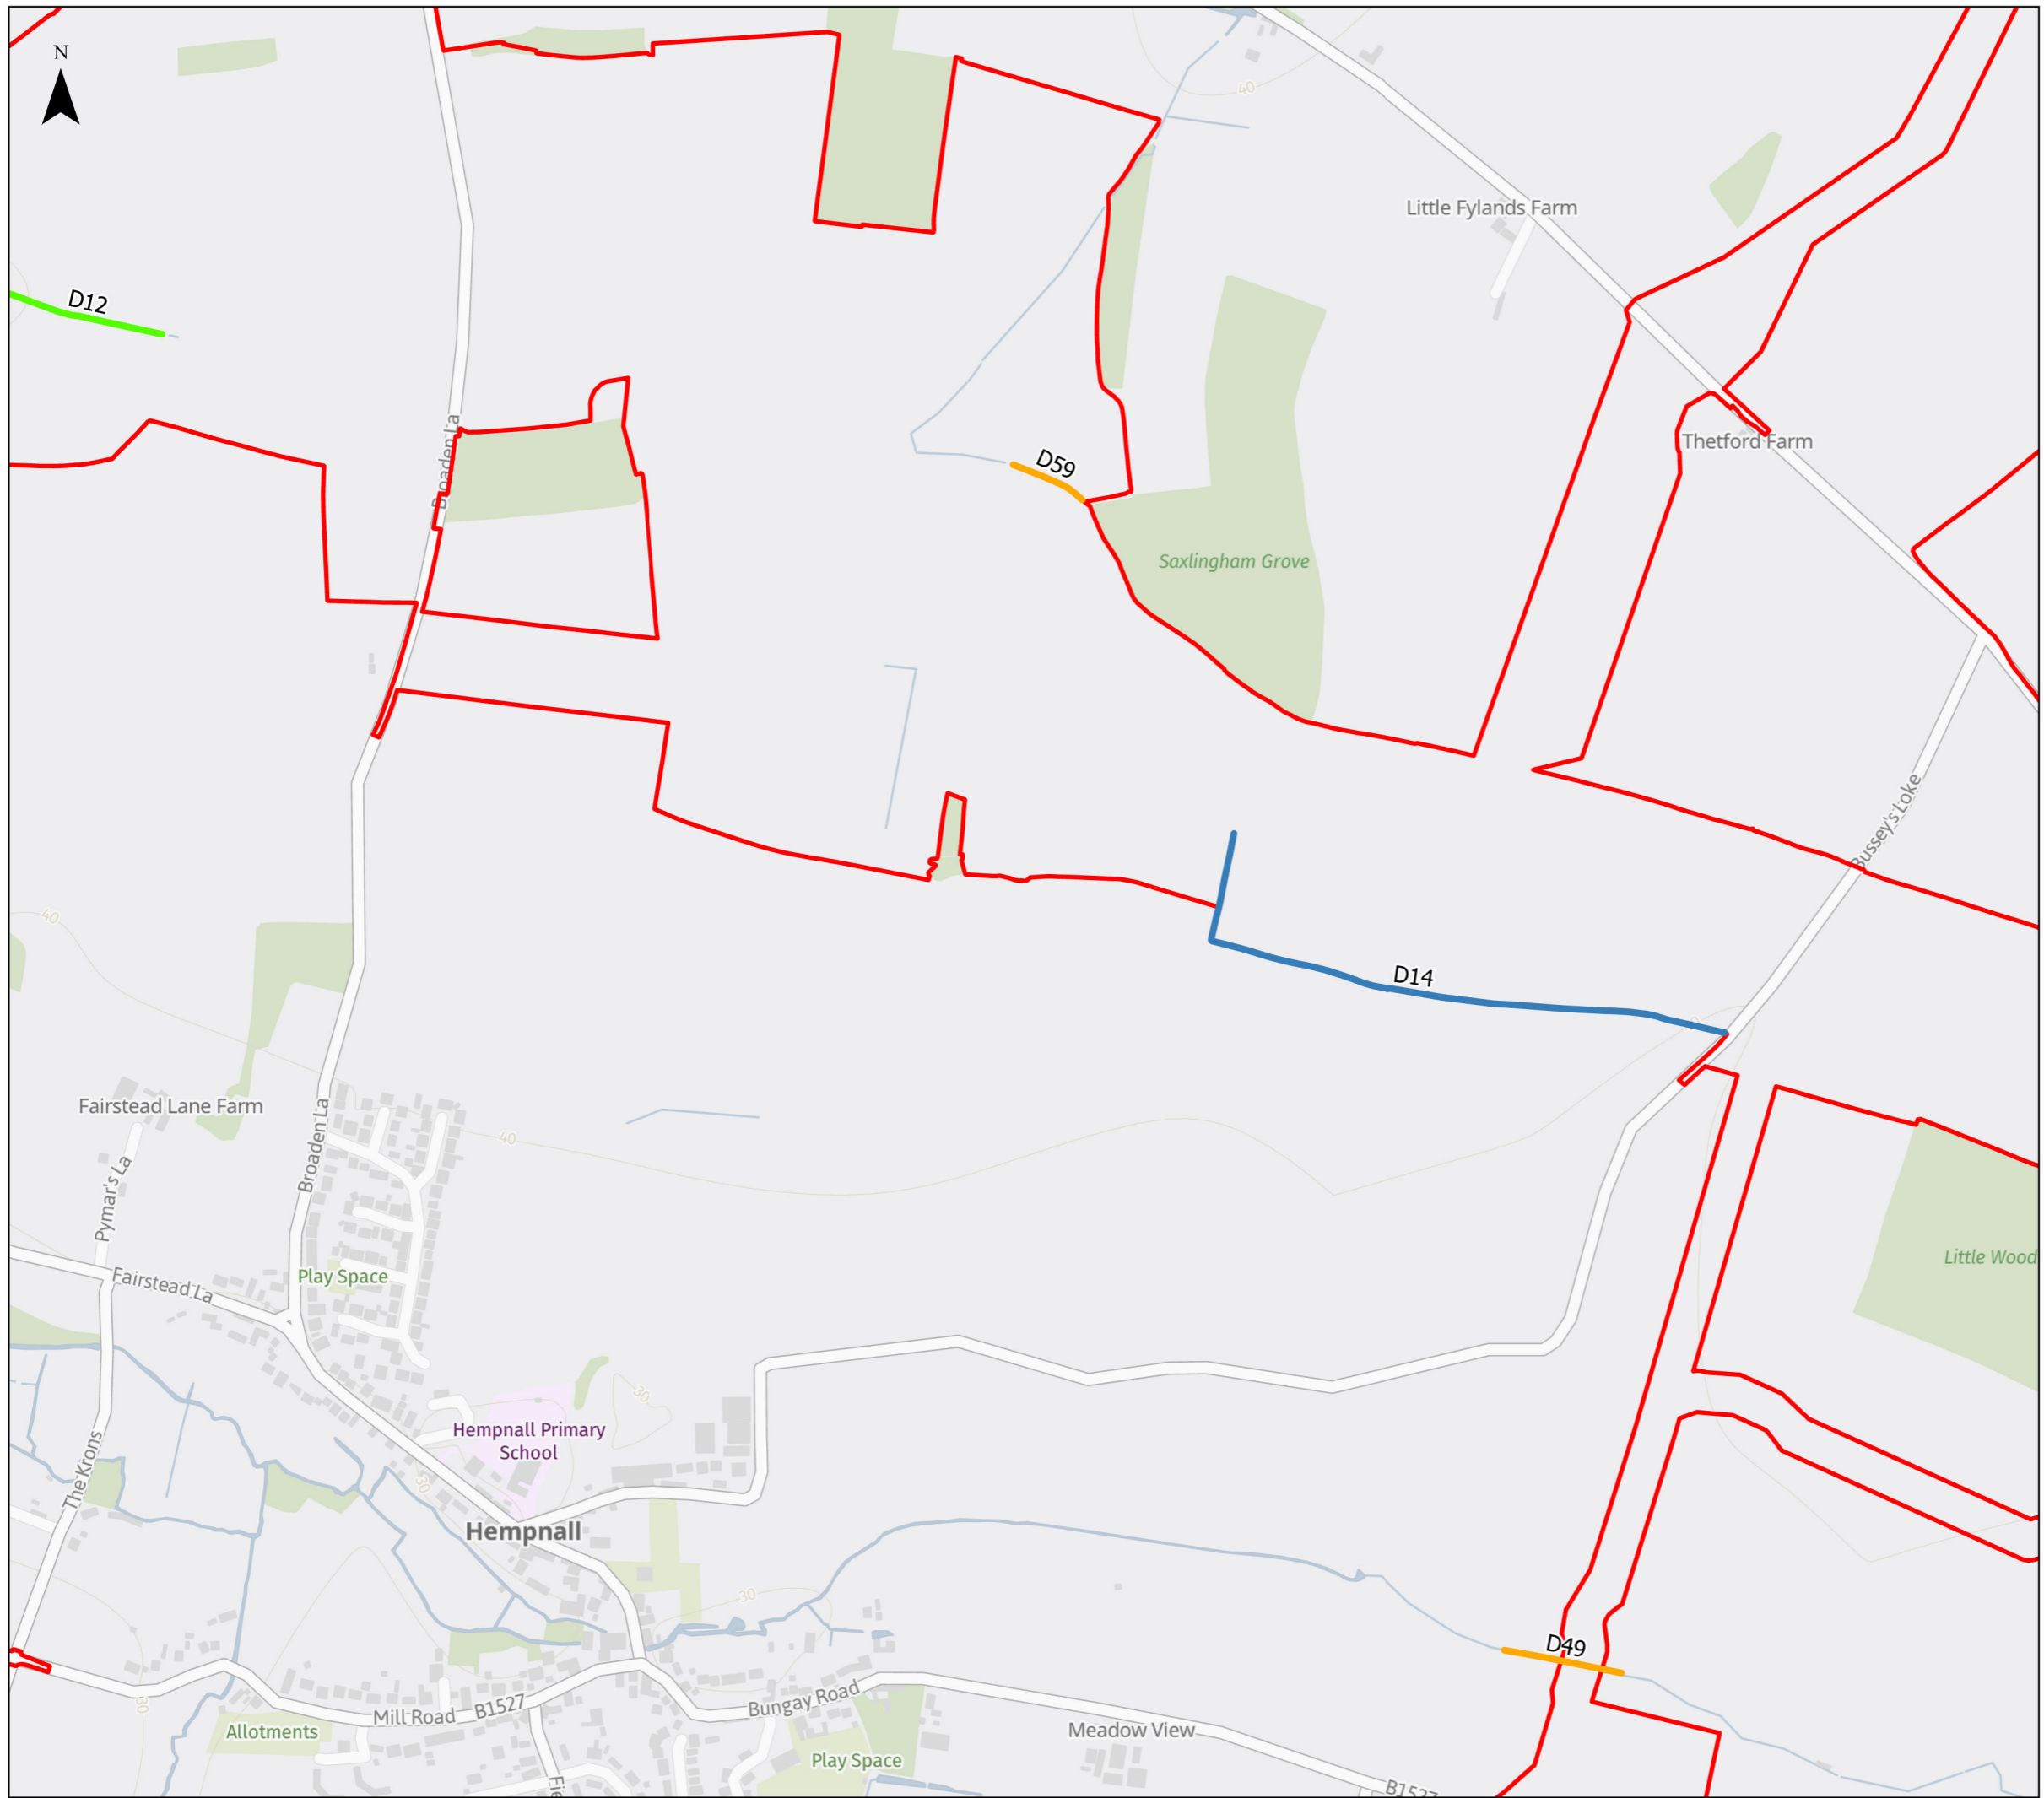 N
40
Little Fylands Farm
D12
Broaden La
Thetford Farm
D59
Saxlingham Grove
Bussey's Loke
40
D14
Fairstead Lane Farm
Broaden La
40
Pymar's La
Fairstead La
Play Space
Little Wood
30
Hempnall Primary
School
The Krons
30
Hempnall
30
D49
30
Mill Road
B1527
Bungay Road
Meadow View
Allotments
Play Space
Fie
B1527